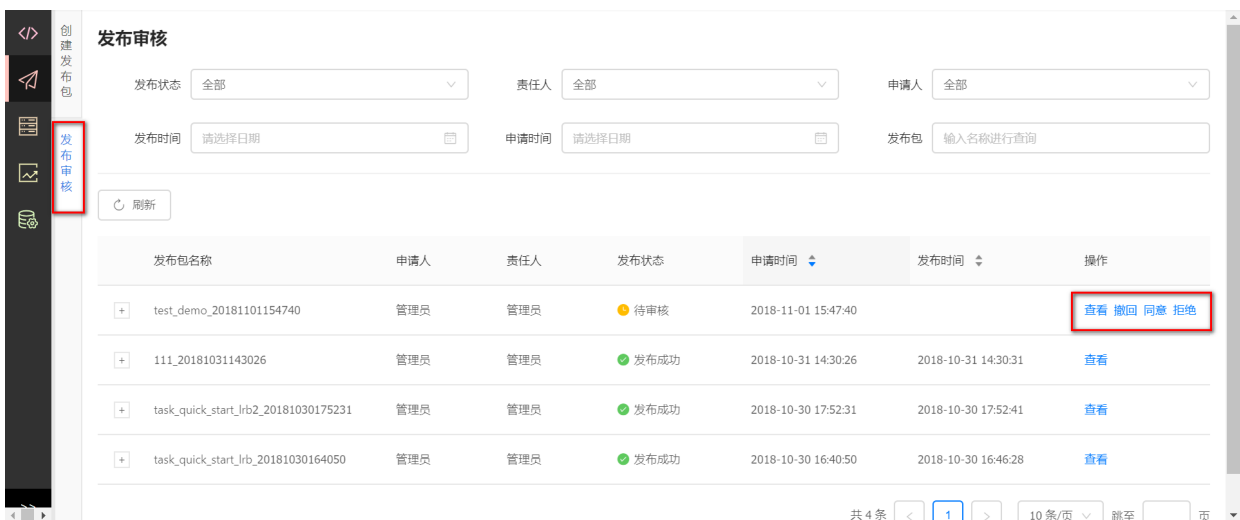 </>
创建发布包
发布审核
发布审核
发布状态 全部 责任人 全部 申请人 全部
发布时间 请选择日期 申请时间 请选择日期 发布包 输入名称进行查询
刷新
发布包名称 申请人 责任人 发布状态 申请时间 发布时间 操作
+ test_demo_20181101154740 管理员 管理员 待审核 2018-11-01 15:47:40 查看 撤回 同意 拒绝
+ 111_20181031143026 管理员 管理员 发布成功 2018-10-31 14:30:26 2018-10-31 14:30:31 查看
+ task_quick_start_lrb2_20181030175231 管理员 管理员 发布成功 2018-10-30 17:52:31 2018-10-30 17:52:41 查看
+ task_quick_start_lrb_20181030164050 管理员 管理员 发布成功 2018-10-30 16:40:50 2018-10-30 16:46:28 查看
共 4 条 < 1 > 10 条/页 跳至 页